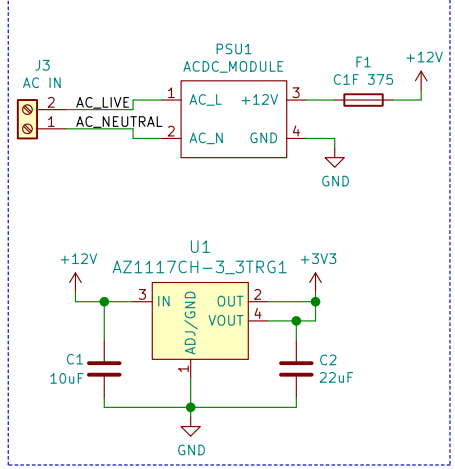 J3
AC IN
2
AC_LIVE
1
AC_NEUTRAL
PSU1
ACDC_MODULE
1 AC_L +12V 3
2 AC_N GND 4
F1
C1F 375
+12V
GND
U1
AZ1117CH-3_3TRG1
+12V
+3V3
3 IN OUT 2
VOUT 4
ADJ/GND
1
C1
10uF
C2
22uF
GND